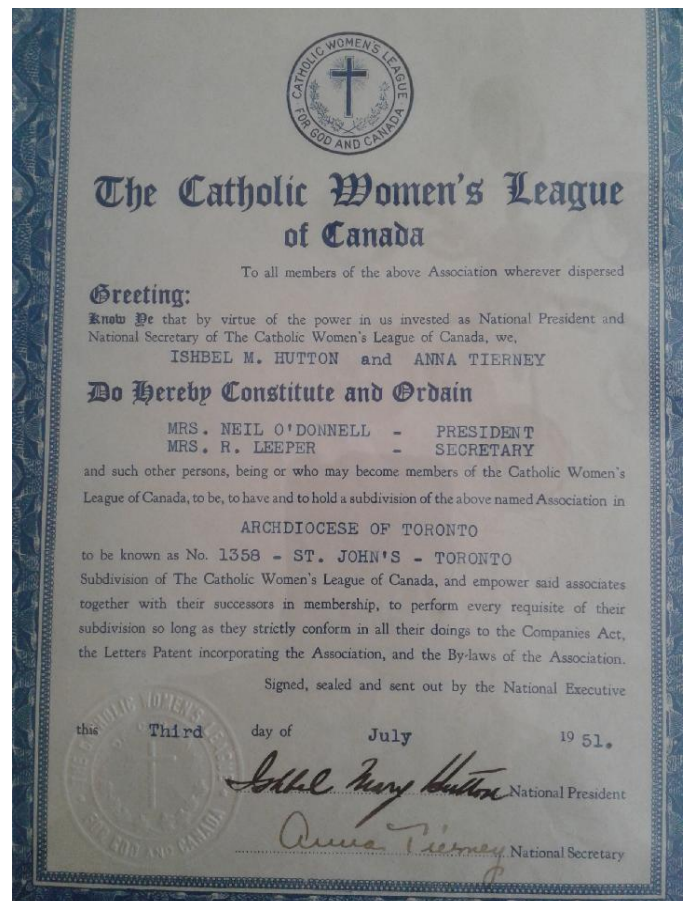 CATHOLIC WOMEN'S LEAGUE
FOR GOD AND CANADA
The Catholic Women's League
of Canada
To all members of the above Association wherever dispersed
Greeting:
Know Ye that by virtue of the power in us invested as National President and
National Secretary of The Catholic Women's League of Canada, we,
ISHBEL M. HUTTON and ANNA TIERNEY
Do Hereby Constitute and Ordain
MRS. NEIL O'DONNELL - PRESIDENT
MRS. R. LEEPER - SECRETARY
and such other persons, being or who may become members of the Catholic Women's
League of Canada, to be, to have and to hold a subdivision of the above named Association in
ARCHDIOCESE OF TORONTO
to be known as No. 1358 - ST. JOHN'S - TORONTO
Subdivision of The Catholic Women's League of Canada, and empower said associates
together with their successors in membership, to perform every requisite of their
subdivision so long as they strictly conform in all their doings to the Companies Act,
the Letters Patent incorporating the Association, and the By-laws of the Association.
Signed, sealed and sent out by the National Executive
this Third day of July 19 51.
Ishbel Mary Hutton National President
Anna Tierney National Secretary
THE CATHOLIC WOMEN'S LEAGUE
FOR GOD AND CANADA